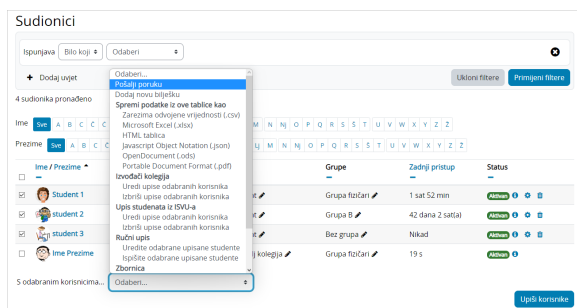 Sudionici
Ispunjava Bilo koji Odaberi
Dodaj uvjet Ukloni filtere Primijeni filtere
4 sudionika pronađeno
Ime Sve A B C Č Ć M N Nj O P Q R S Š T U V W X Y Z Ž
Prezime Sve A B C Č Lj M N Nj O P Q R S Š T U V W X Y Z Ž
Odaberi...
Pošalji poruku
Dodaj novu bilješku
Spremi podatke iz ove tablice kao
Zarezima odvojene vrijednosti (.csv)
Microsoft Excel (.xlsx)
HTML tablica
Javascript Object Notation (.json)
OpenDocument (.ods)
Portable Document Format (.pdf)
Izvođači kolegija
Uredi upise odabranih korisnika
Izbriši upise odabranih korisnika
Upis studenata iz ISVU-a
Uredi upise odabranih korisnika
Izbriši upise odabranih korisnika
Ručni upis
Uredite odabrane upisane studente
Ispišite odabrane upisane studente
Zbornica
Ime / Prezime Grupe Zadnji pristup Status
Student 1 Grupa fizičari 1 sat 52 min Aktivan
student 2 Grupa B 42 dana 2 sat(a) Aktivan
student 3 Bez grupa Nikad Aktivan
Ime Prezime kolegija Grupa fizičari 19 s Aktivan
S odabranim korisnicima... Odaberi...
Upiši korisnike